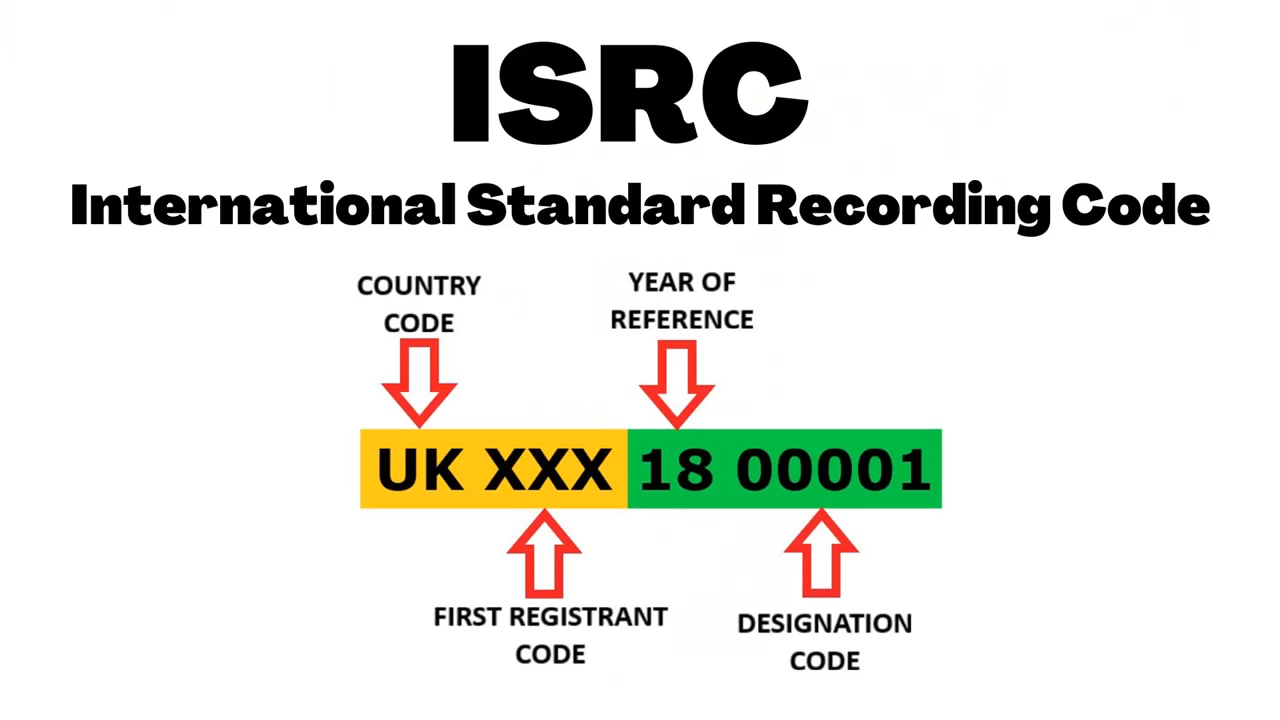 ISRC
International Standard Recording Code
COUNTRY
CODE
YEAR OF
REFERENCE
UK XXX 18 00001
FIRST REGISTRANT
CODE
DESIGNATION
CODE